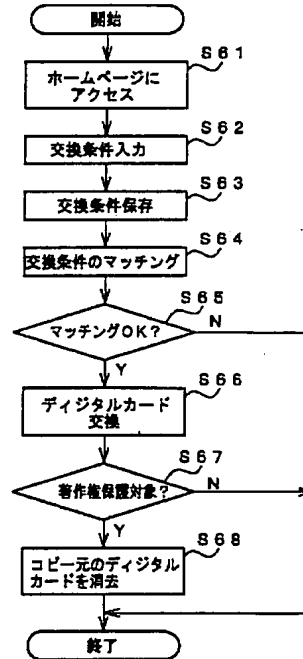 開始
S61
ホームページに
アクセス
S62
交換条件入力
S63
交換条件保存
S64
交換条件のマッチング
S65
マッチングOK?
N
Y
S66
ディジタルカード
交換
S67
著作権保護対象?
N
Y
S68
コピー元のディジタル
カードを消去
終了